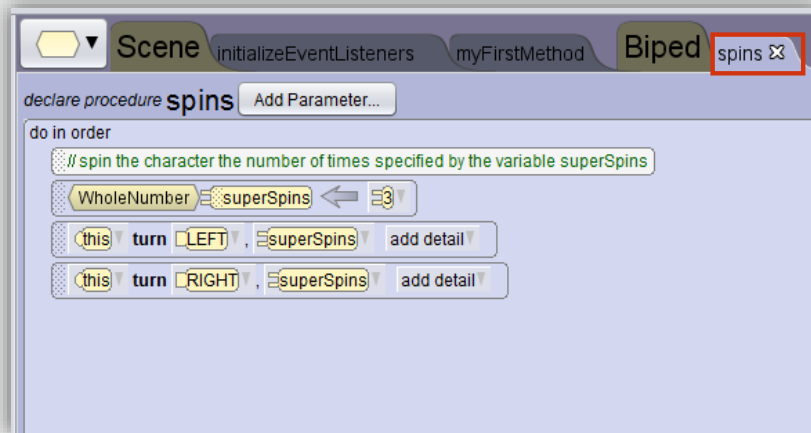 Scene initializeEventListeners myFirstMethod Biped spins
declare procedure spins Add Parameter...
do in order
// spin the character the number of times specified by the variable superSpins
WholeNumber superSpins 3
this turn LEFT , superSpins add detail
this turn RIGHT , superSpins add detail